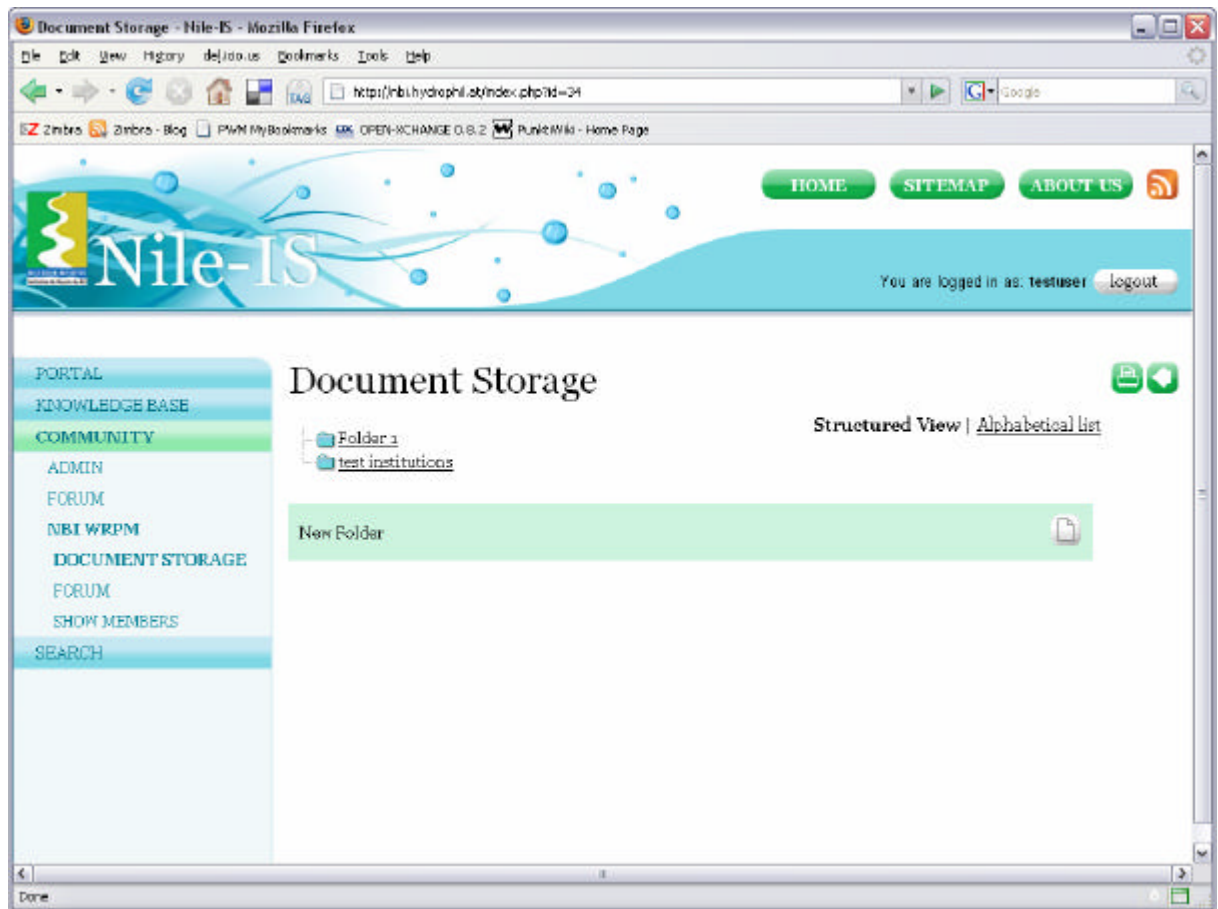 Document Storage - Nile-IS - Mozilla Firefox
File Edit View History del.icio.us Bookmarks Tools Help
TAG http://nbi.hydrophil.at/index.php?id=34 Google
Zimbra Zimbra - Blog PWM MyBookmarks OPEN-XCHANGE 0.8.2 PunktWiki - Home Page
HOME SITEMAP ABOUT US
Nile-IS
You are logged in as: testuser logout
PORTAL
KNOWLEDGE BASE
COMMUNITY
ADMIN
FORUM
NBI WRPM
DOCUMENT STORAGE
FORUM
SHOW MEMBERS
SEARCH
Document Storage
Structured View | Alphabetical list
Folder 1
test institutions
New Folder
Done